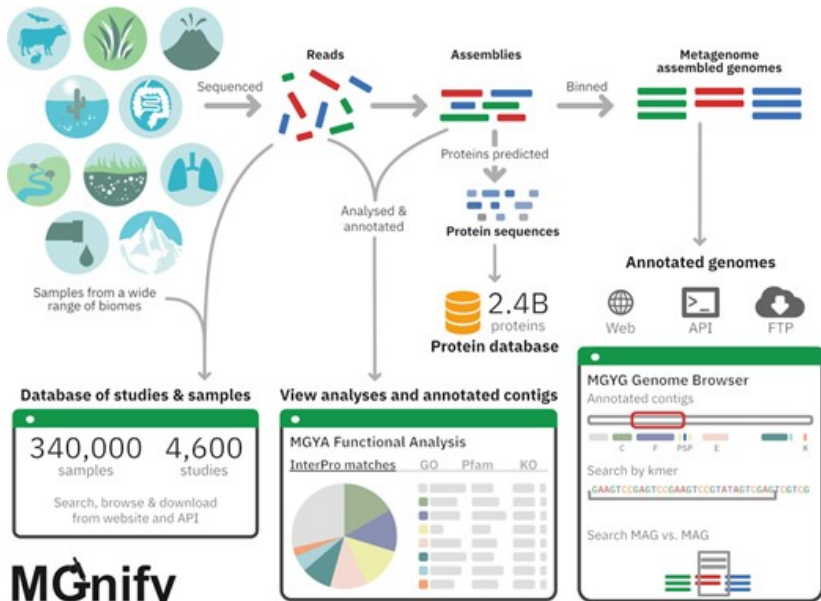 Sequenced
Reads
Assemblies
Binned
Metagenome
assembled genomes
Proteins predicted
Analysed &
annotated
Protein sequences
Samples from a wide
range of biomes
2.4B
proteins
Protein database
Annotated genomes
Web
API
FTP
Database of studies & samples
340,000
samples
4,600
studies
Search, browse & download
from website and API
View analyses and annotated contigs
MGYA Functional Analysis
InterPro matches
GO
Pfam
KO
MGYG Genome Browser
Annotated contigs
C
F
PSP
E
K
Search by kmer
GAAGTCCGAGTCCGAAGTCCGTATAGTCGAGTCGTCG
Search MAG vs. MAG
MGnify